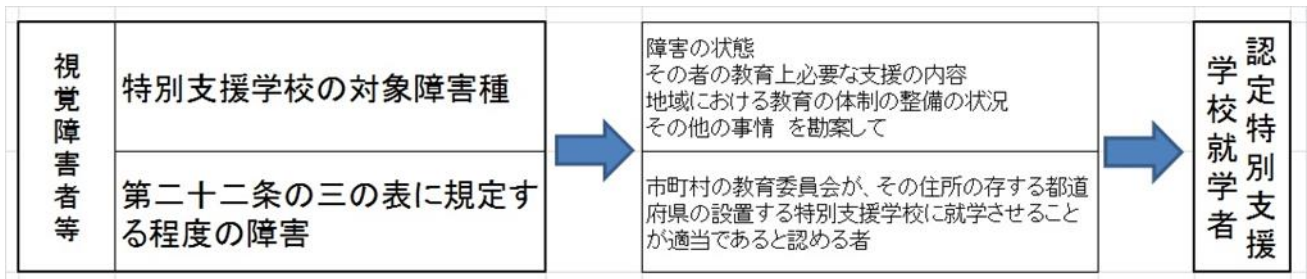 視覚障害者等
特別支援学校の対象障害種
第二十二条の三の表に規定す
る程度の障害
障害の状態
その者の教育上必要な支援の内容
地域における教育の体制の整備の状況
その他の事情 を勘案して
市町村の教育委員会が、その住所の存する都道
府県の設置する特別支援学校に就学させること
が適当であると認める者
認定特別支援
学校就学者